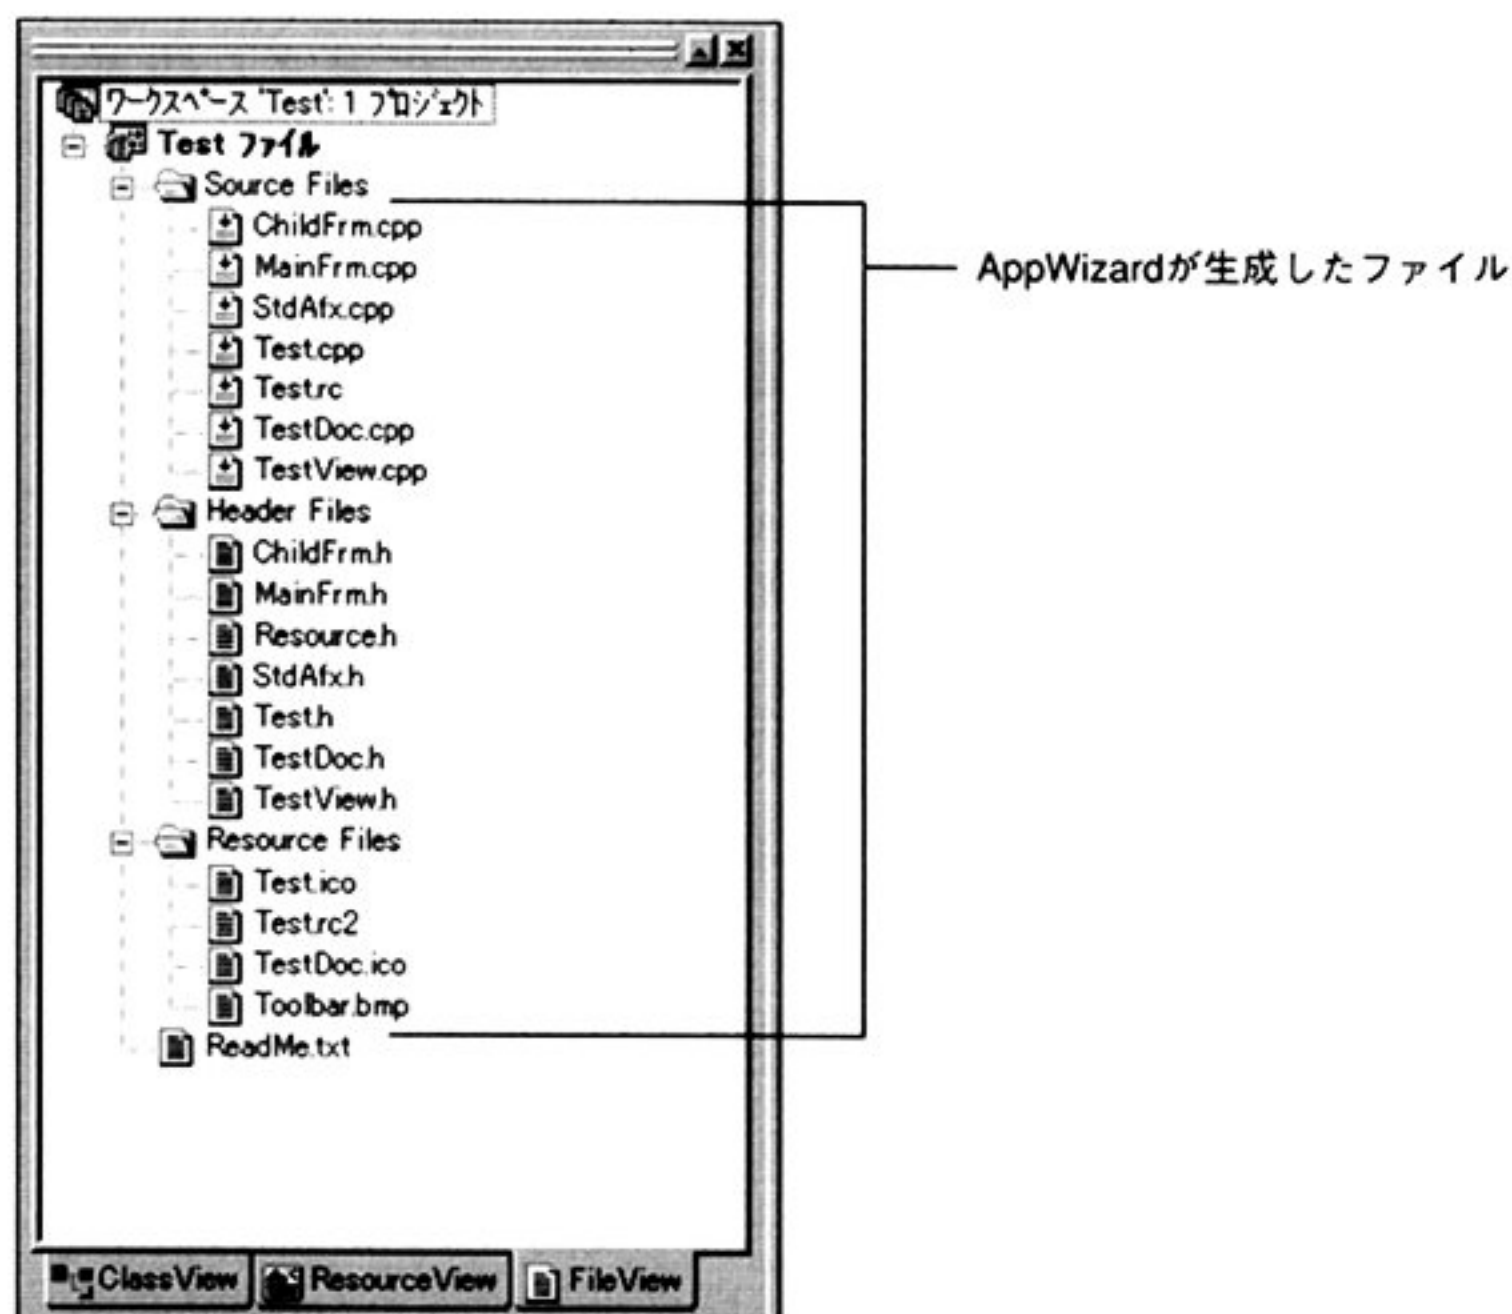 ワークスペース 'Test': 1 プロジェクト
Test ファイル
Source Files
ChildFrm.cpp
MainFrm.cpp
StdAfx.cpp
Test.cpp
Test.rc
TestDoc.cpp
TestView.cpp
Header Files
ChildFrm.h
MainFrm.h
Resource.h
StdAfx.h
Test.h
TestDoc.h
TestView.h
Resource Files
Test.ico
Test.rc2
TestDoc.ico
Toolbar.bmp
ReadMe.txt
AppWizardが生成したファイル
ClassView ResourceView FileView